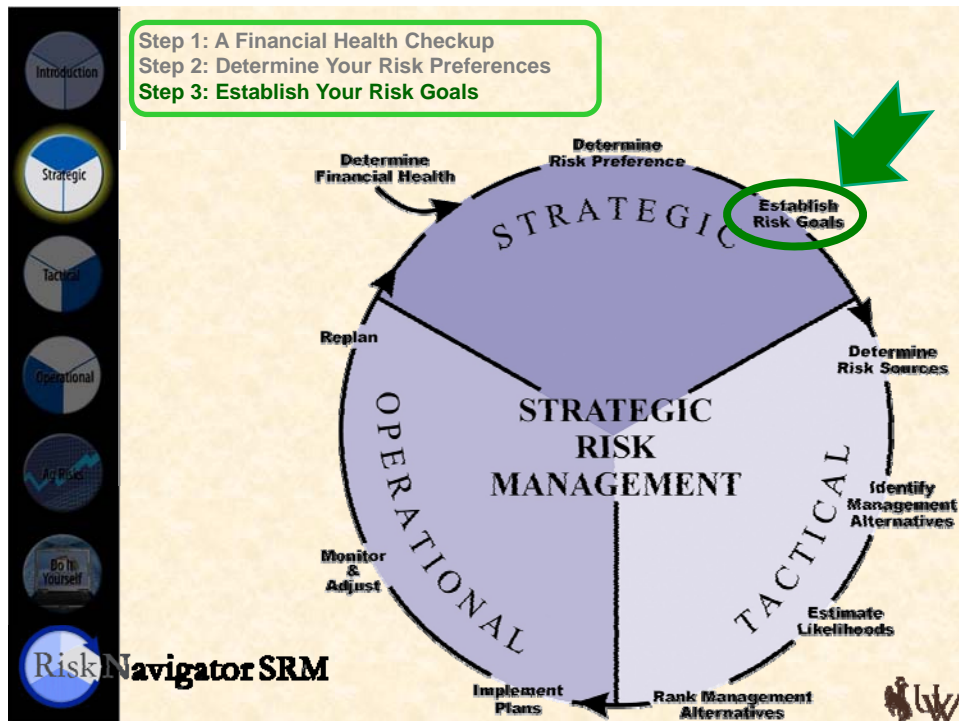 Step 1: A Financial Health Checkup
Step 2: Determine Your Risk Preferences
Step 3: Establish Your Risk Goals
Introduction
Strategic
Tactical
Operational
Ag Risks
Do It
Yourself
Risk Navigator SRM
Determine
Financial Health
Determine
Risk Preference
Establish
Risk Goals
STRATEGIC
Determine
Risk Sources
Identify
Management
Alternatives
Estimate
Likelihoods
Rank Management
Alternatives
TACTICAL
Implement
Plans
Monitor
&
Adjust
Replan
OPERATIONAL
STRATEGIC
RISK
MANAGEMENT
UW